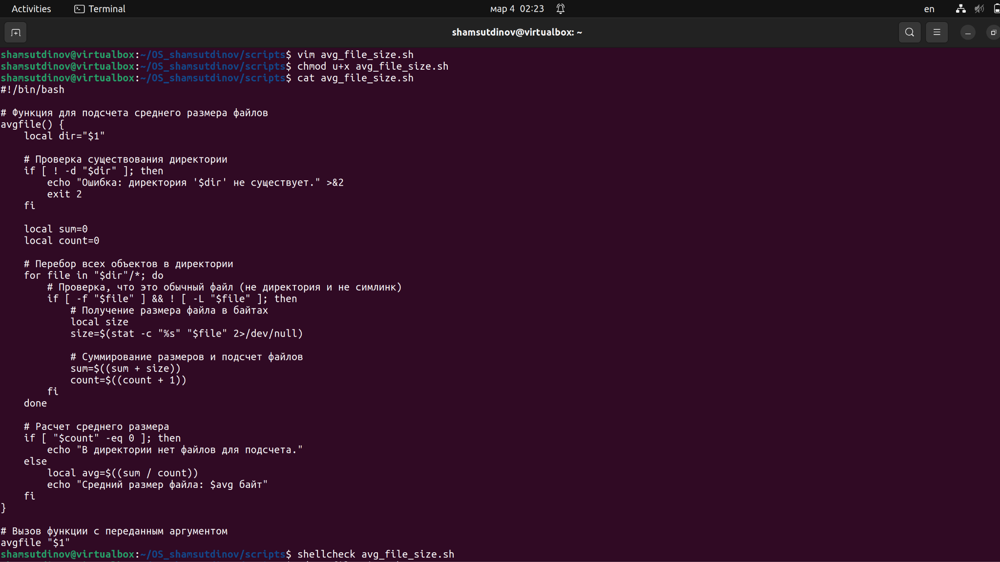 Activities Terminal мар 4 02:23 en
shamsutdinov@virtualbox: ~
shamsutdinov@virtualbox:~/OS_shamsutdinov/scripts$ vim avg_file_size.sh
shamsutdinov@virtualbox:~/OS_shamsutdinov/scripts$ chmod u+x avg_file_size.sh
shamsutdinov@virtualbox:~/OS_shamsutdinov/scripts$ cat avg_file_size.sh
#!/bin/bash
# Функция для подсчета среднего размера файлов
avgfile() {
    local dir="$1"
    # Проверка существования директории
    if [ ! -d "$dir" ]; then
        echo "Ошибка: директория '$dir' не существует." >&2
        exit 2
    fi
    local sum=0
    local count=0
    # Перебор всех объектов в директории
    for file in "$dir"/*; do
        # Проверка, что это обычный файл (не директория и не симлинк)
        if [ -f "$file" ] && ! [ -L "$file" ]; then
            # Получение размера файла в байтах
            local size
            size=$(stat -c "%s" "$file" 2>/dev/null)
            # Суммирование размеров и подсчет файлов
            sum=$((sum + size))
            count=$((count + 1))
        fi
    done
    # Расчет среднего размера
    if [ "$count" -eq 0 ]; then
        echo "В директории нет файлов для подсчета."
    else
        local avg=$((sum / count))
        echo "Средний размер файла: $avg байт"
    fi
}
# Вызов функции с переданным аргументом
avgfile "$1"
shamsutdinov@virtualbox:~/OS_shamsutdinov/scripts$ shellcheck avg_file_size.sh